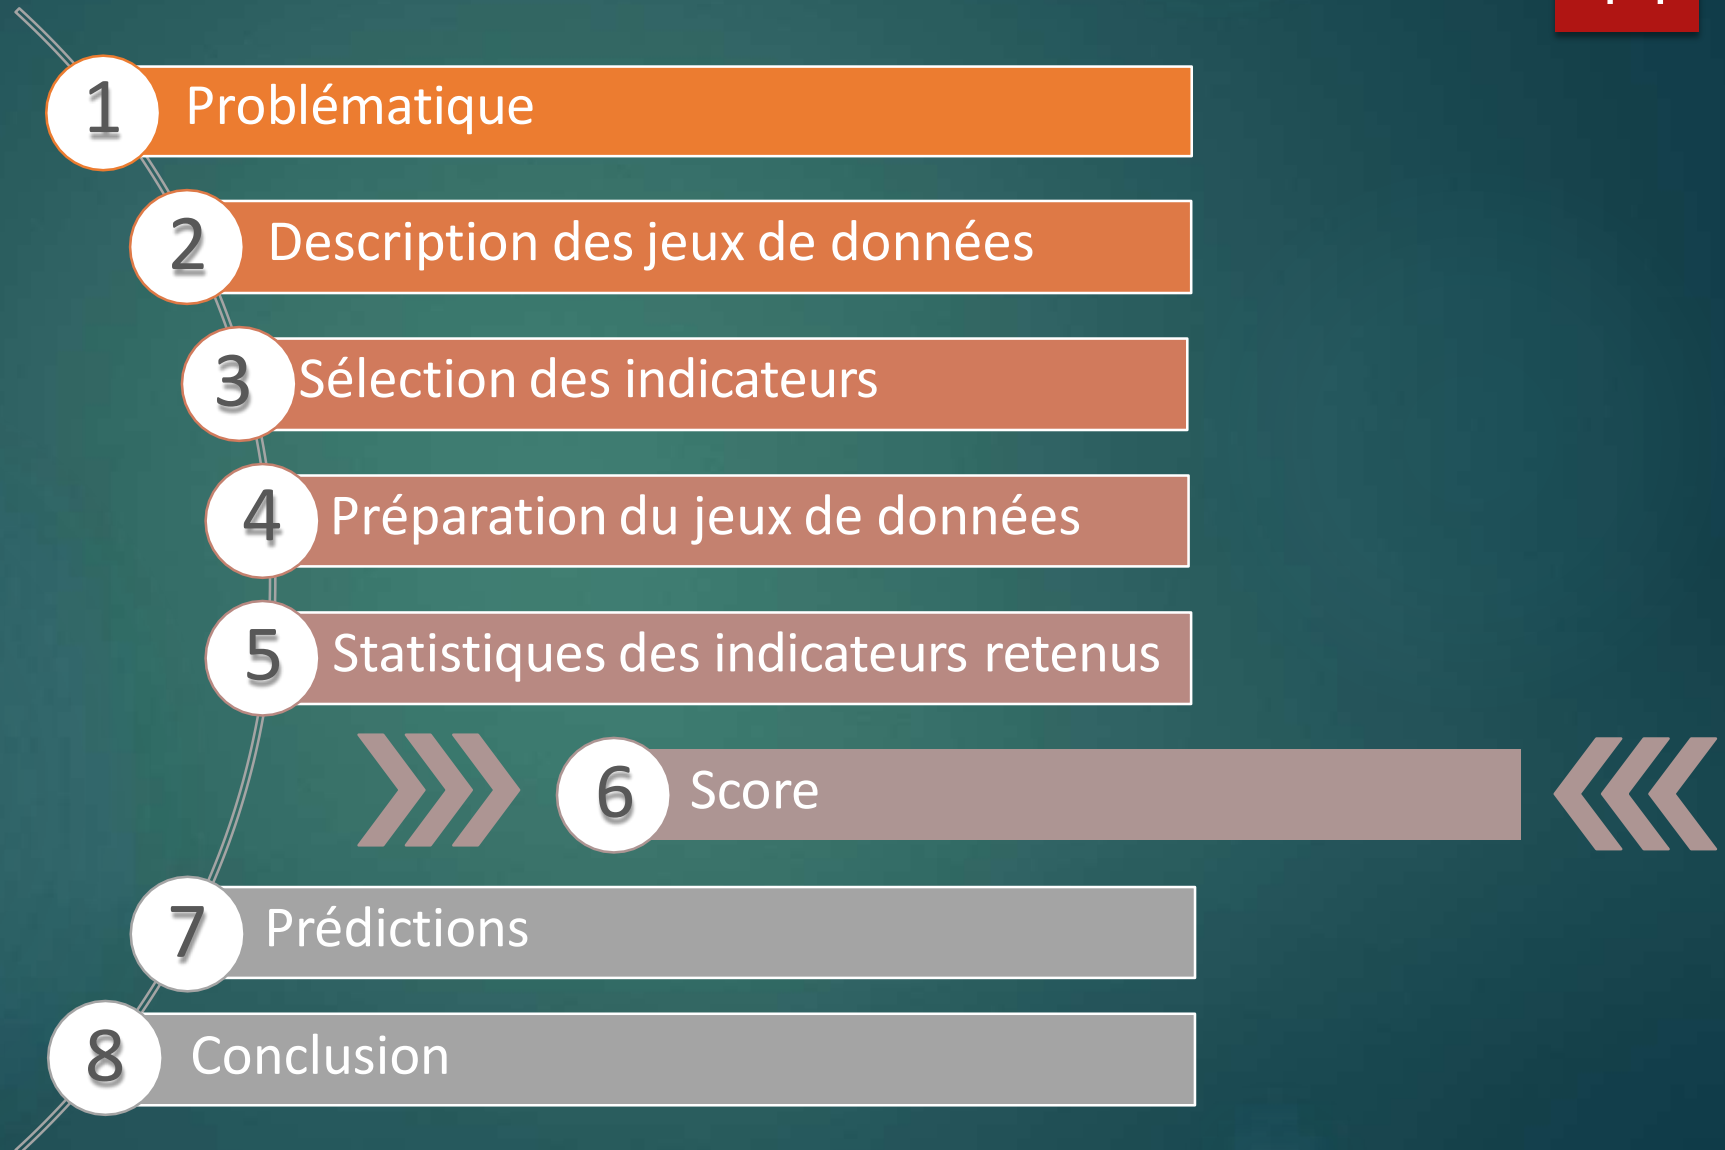 1 Problématique
2 Description des jeux de données
3 Sélection des indicateurs
4 Préparation du jeux de données
5 Statistiques des indicateurs retenus
6 Score
7 Prédictions
8 Conclusion